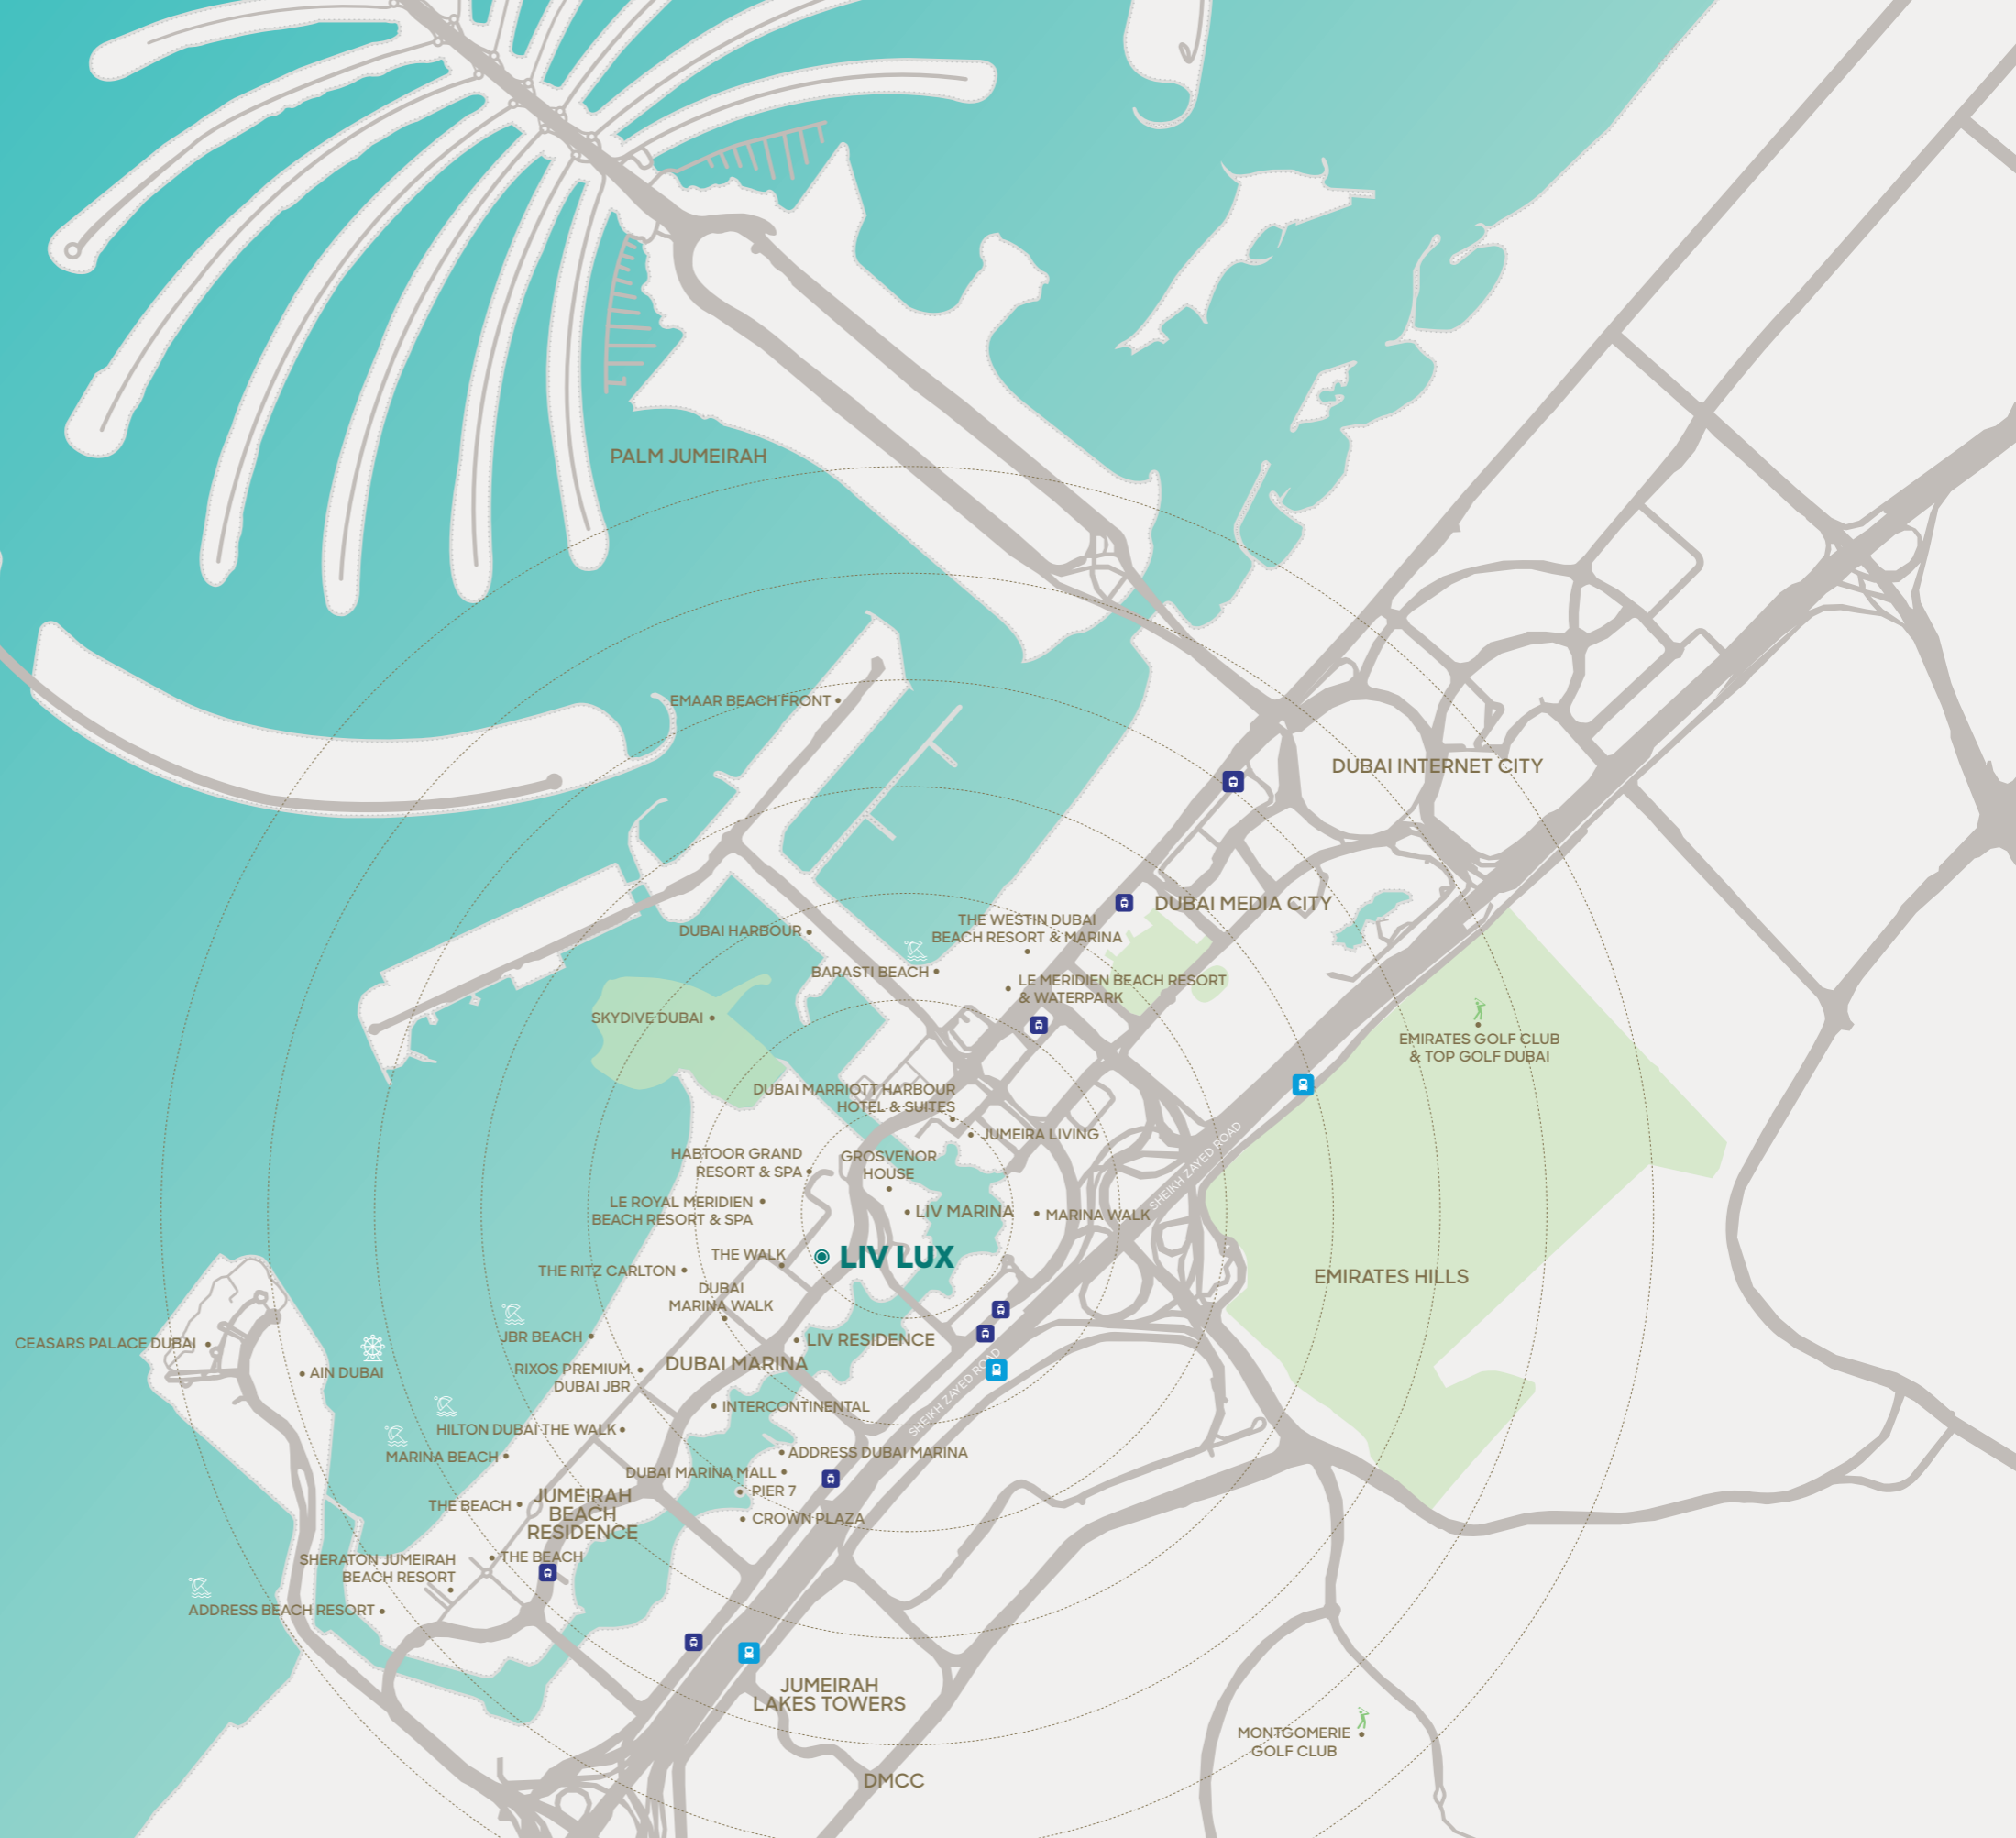 PALM JUMEIRAH
EMAAR BEACH FRONT
DUBAI INTERNET CITY
DUBAI MEDIA CITY
THE WESTIN DUBAI
BEACH RESORT & MARINA
DUBAI HARBOUR
BARASTI BEACH
LE MERIDIEN BEACH RESORT
& WATERPARK
SKYDIVE DUBAI
EMIRATES GOLF CLUB
& TOP GOLF DUBAI
DUBAI MARRIOTT HARBOUR
HOTEL & SUITES
JUMEIRA LIVING
SHEIKH ZAYED ROAD
HABTOOR GRAND
RESORT & SPA
GROSVENOR
HOUSE
LE ROYAL MERIDIEN
BEACH RESORT & SPA
LIV MARINA
MARINA WALK
THE WALK
LIV LUX
THE RITZ CARLTON
EMIRATES HILLS
DUBAI
MARINA WALK
JBR BEACH
LIV RESIDENCE
CEASARS PALACE DUBAI
AIN DUBAI
RIXOS PREMIUM
DUBAI JBR
DUBAI MARINA
SHEIKH ZAYED ROAD
INTERCONTINENTAL
HILTON DUBAI THE WALK
MARINA BEACH
ADDRESS DUBAI MARINA
DUBAI MARINA MALL
PIER 7
THE BEACH
JUMEIRAH
BEACH
RESIDENCE
CROWN PLAZA
THE BEACH
SHERATON JUMEIRAH
BEACH RESORT
ADDRESS BEACH RESORT
JUMEIRAH
LAKES TOWERS
MONTGOMERIE
GOLF CLUB
DMCC